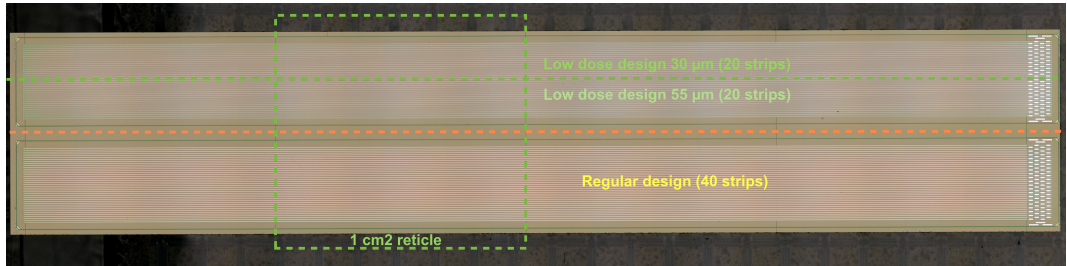 Low dose design 30 µm (20 strips)
Low dose design 55 µm (20 strips)
Regular design (40 strips)
1 cm2 reticle